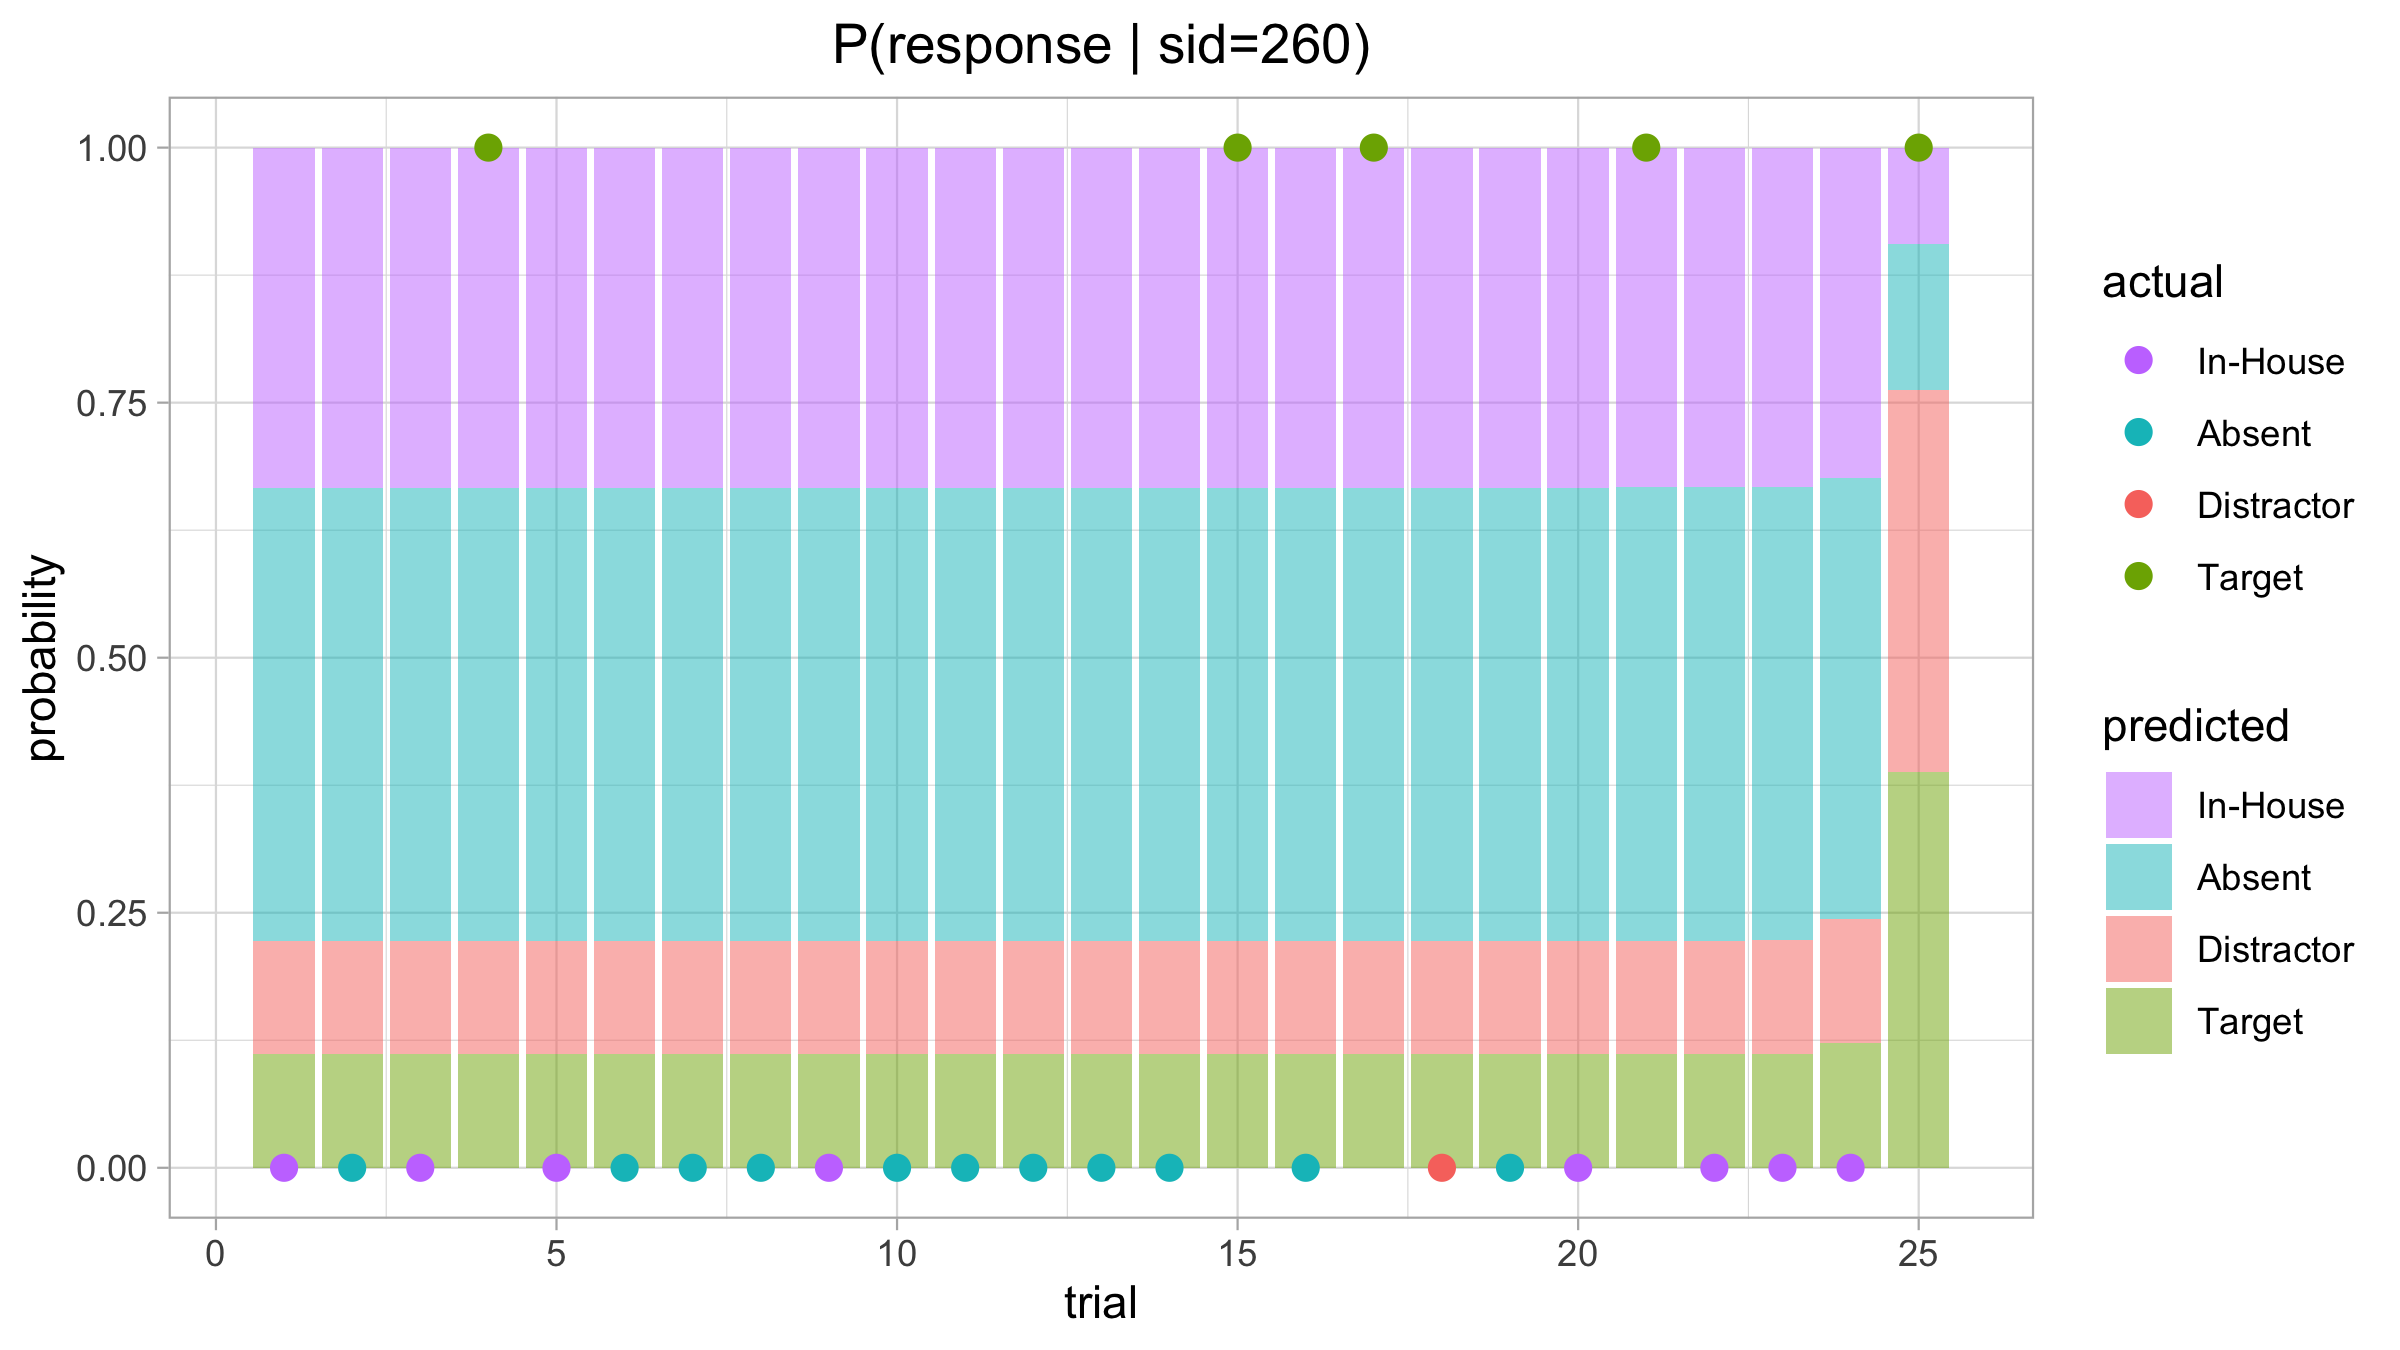 P(response | sid=260)
probability
1.00
0.75
0.50
0.25
0.00
0
5
10
15
20
25
trial
actual
In-House
Absent
Distractor
Target
predicted
In-House
Absent
Distractor
Target